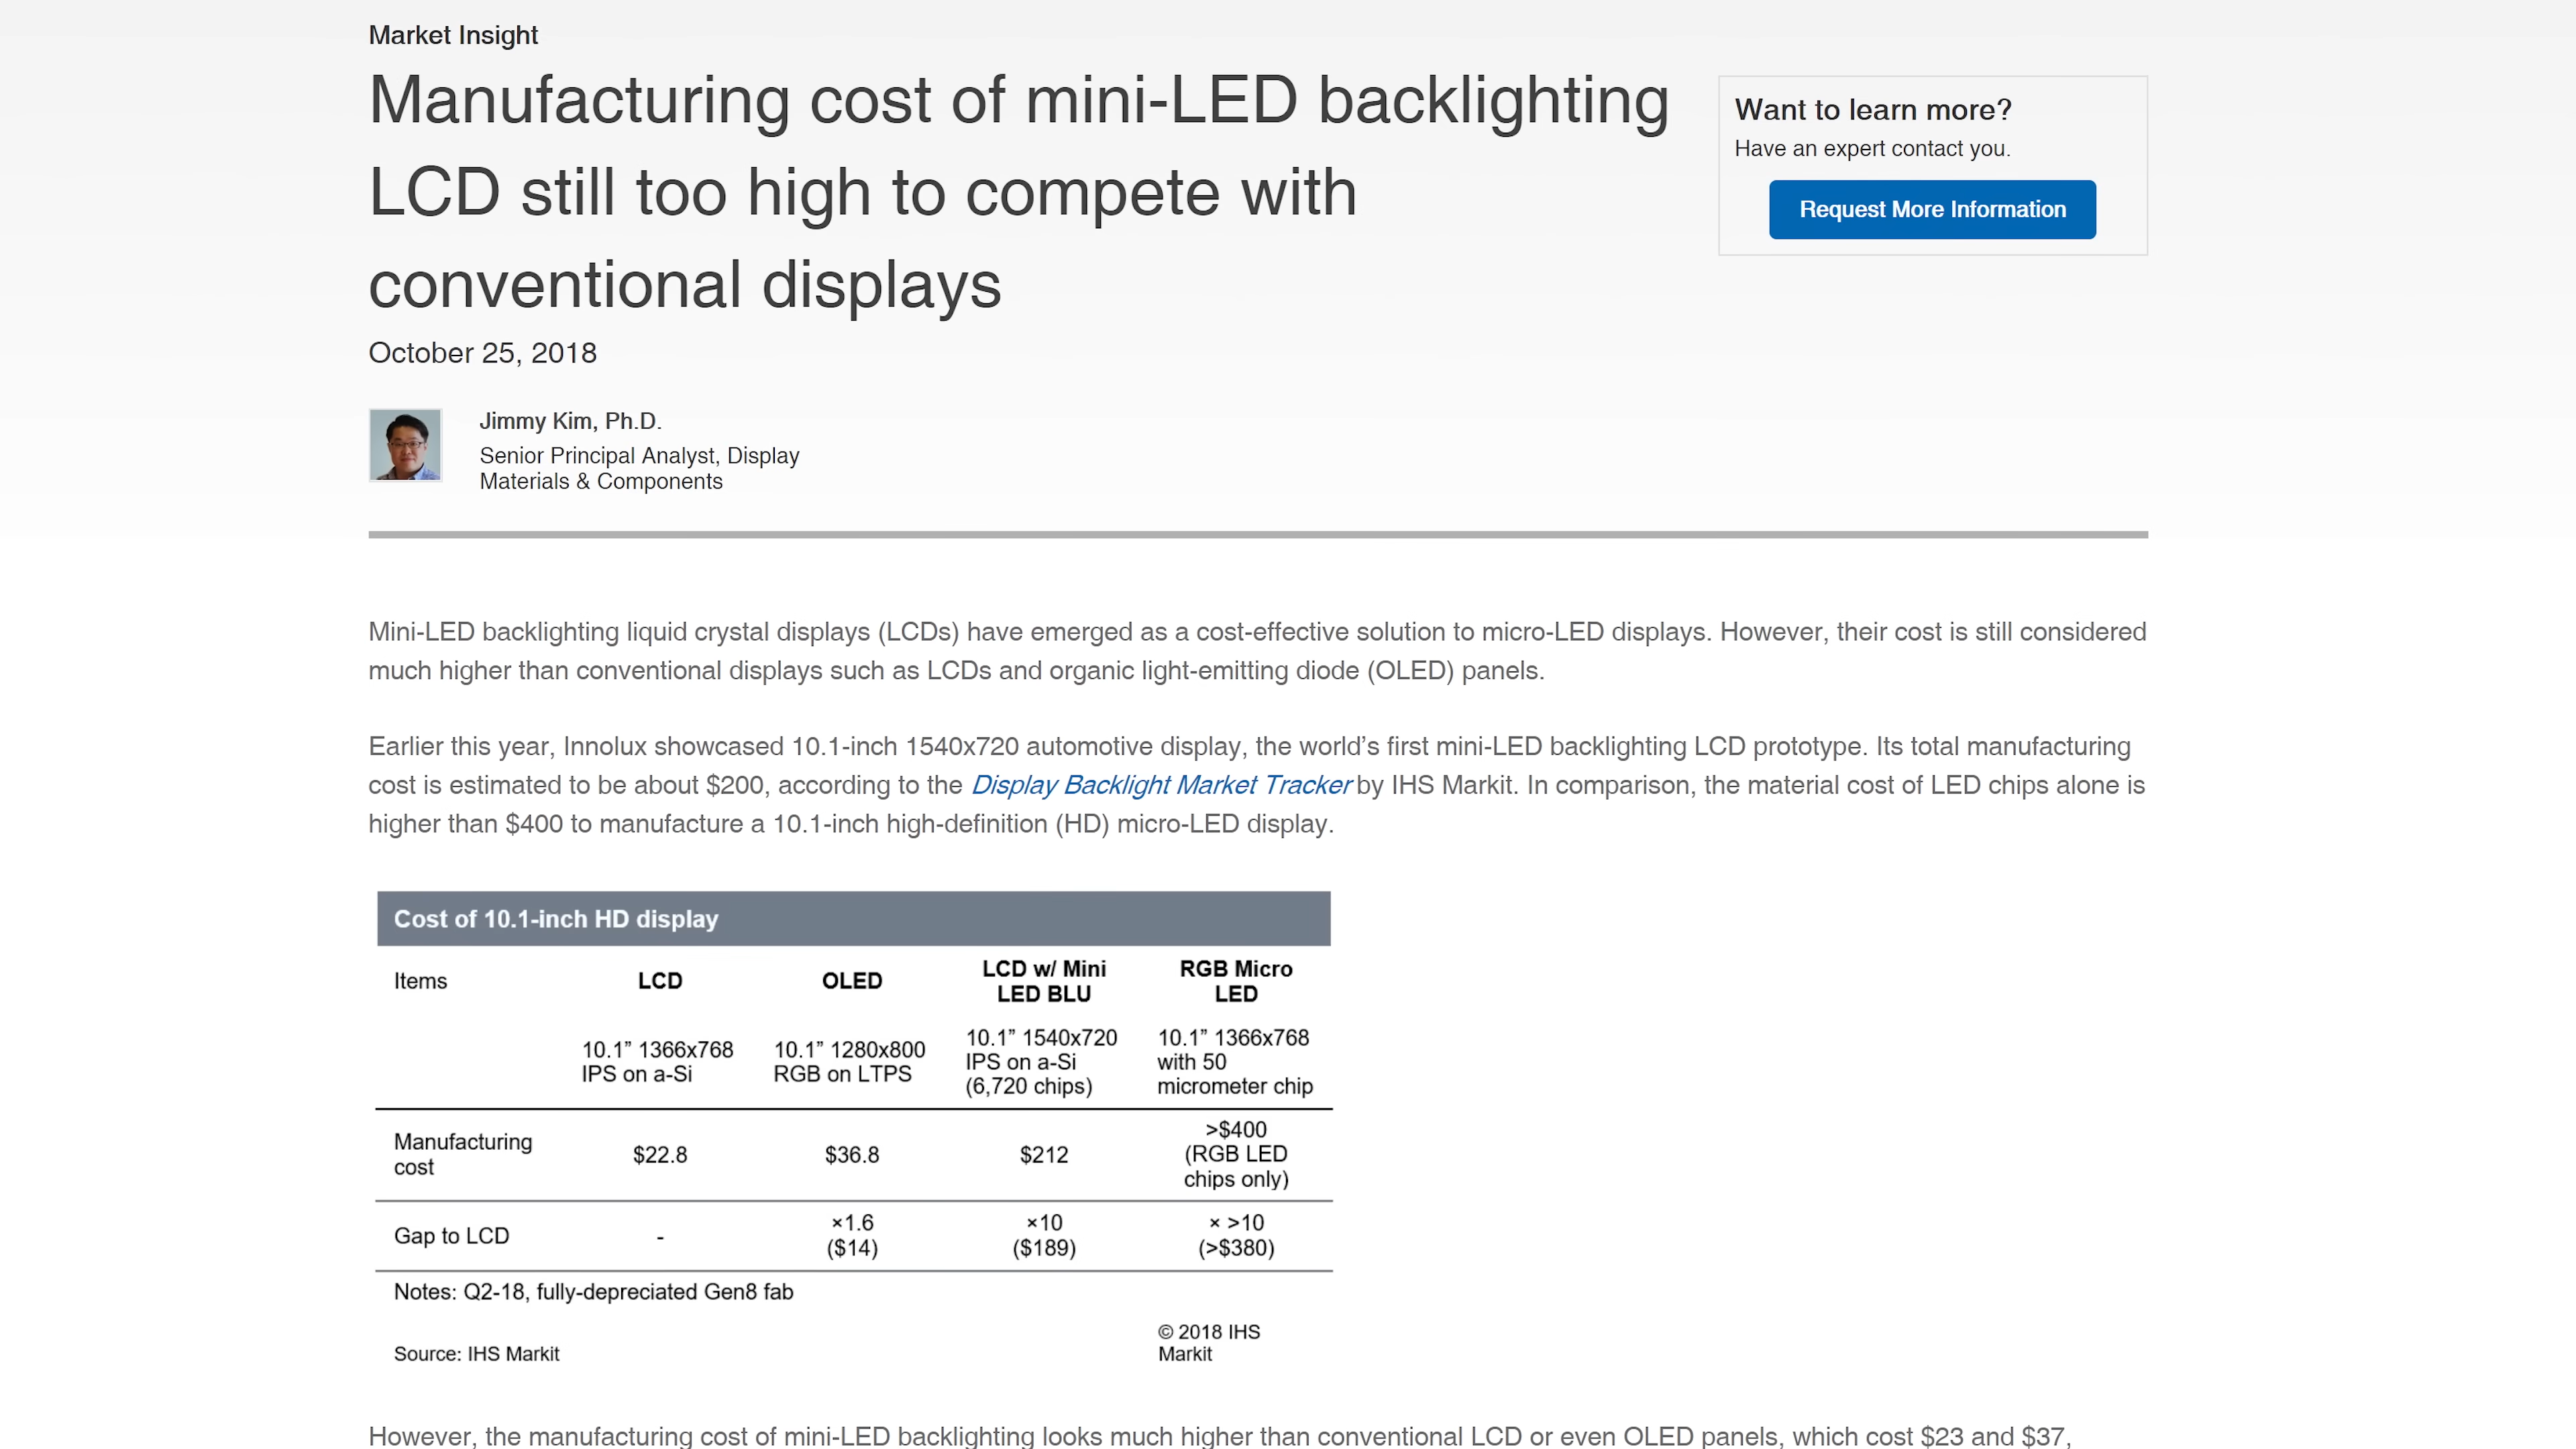 Market Insight
Manufacturing cost of mini-LED backlighting
LCD still too high to compete with
conventional displays
October 25, 2018
Jimmy Kim, Ph.D.
Senior Principal Analyst, Display
Materials & Components
Want to learn more?
Have an expert contact you.
Request More Information
Mini-LED backlighting liquid crystal displays (LCDs) have emerged as a cost-effective solution to micro-LED displays. However, their cost is still considered
much higher than conventional displays such as LCDs and organic light-emitting diode (OLED) panels.
Earlier this year, Innolux showcased 10.1-inch 1540x720 automotive display, the world’s first mini-LED backlighting LCD prototype. Its total manufacturing
cost is estimated to be about $200, according to the Display Backlight Market Tracker by IHS Markit. In comparison, the material cost of LED chips alone is
higher than $400 to manufacture a 10.1-inch high-definition (HD) micro-LED display.
Cost of 10.1-inch HD display
Items
LCD
OLED
LCD w/ Mini
LED BLU
RGB Micro
LED
10.1” 1366x768
IPS on a-Si
10.1” 1280x800
RGB on LTPS
10.1” 1540x720
IPS on a-Si
(6,720 chips)
10.1” 1366x768
with 50
micrometer chip
Manufacturing
cost
$22.8
$36.8
$212
>$400
(RGB LED
chips only)
Gap to LCD
-
×1.6
($14)
×10
($189)
× >10
(>$380)
Notes: Q2-18, fully-depreciated Gen8 fab
Source: IHS Markit
© 2018 IHS
Markit
However, the manufacturing cost of mini-LED backlighting looks much higher than conventional LCD or even OLED panels, which cost $23 and $37,